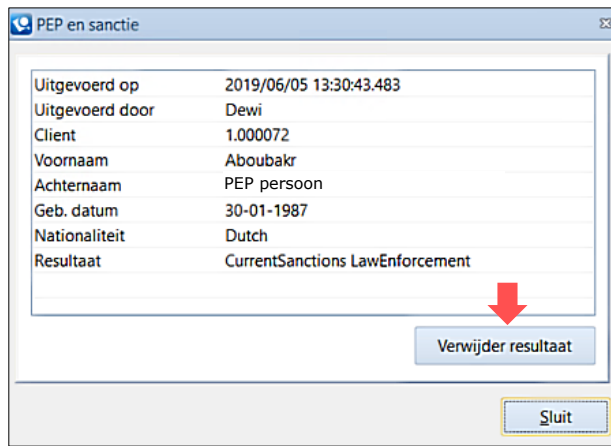 PEP en sanctie
Uitgevoerd op 2019/06/05 13:30:43.483
Uitgevoerd door Dewi
Client 1.000072
Voornaam Aboubakr
Achternaam PEP persoon
Geb. datum 30-01-1987
Nationaliteit Dutch
Resultaat CurrentSanctions LawEnforcement
Verwijder resultaat
Sluit